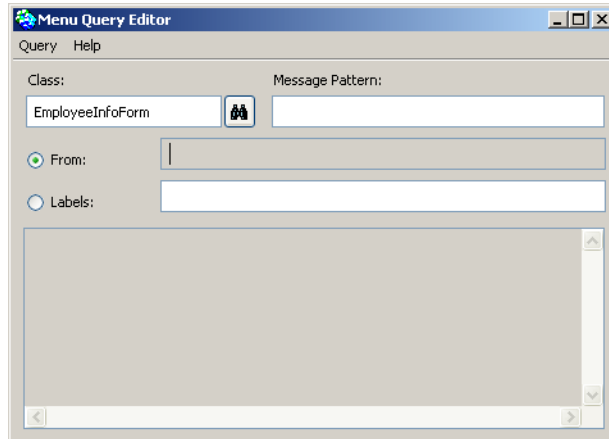 Menu Query Editor
Query Help
Class: Message Pattern:
EmployeeInfoForm
From:
Labels: